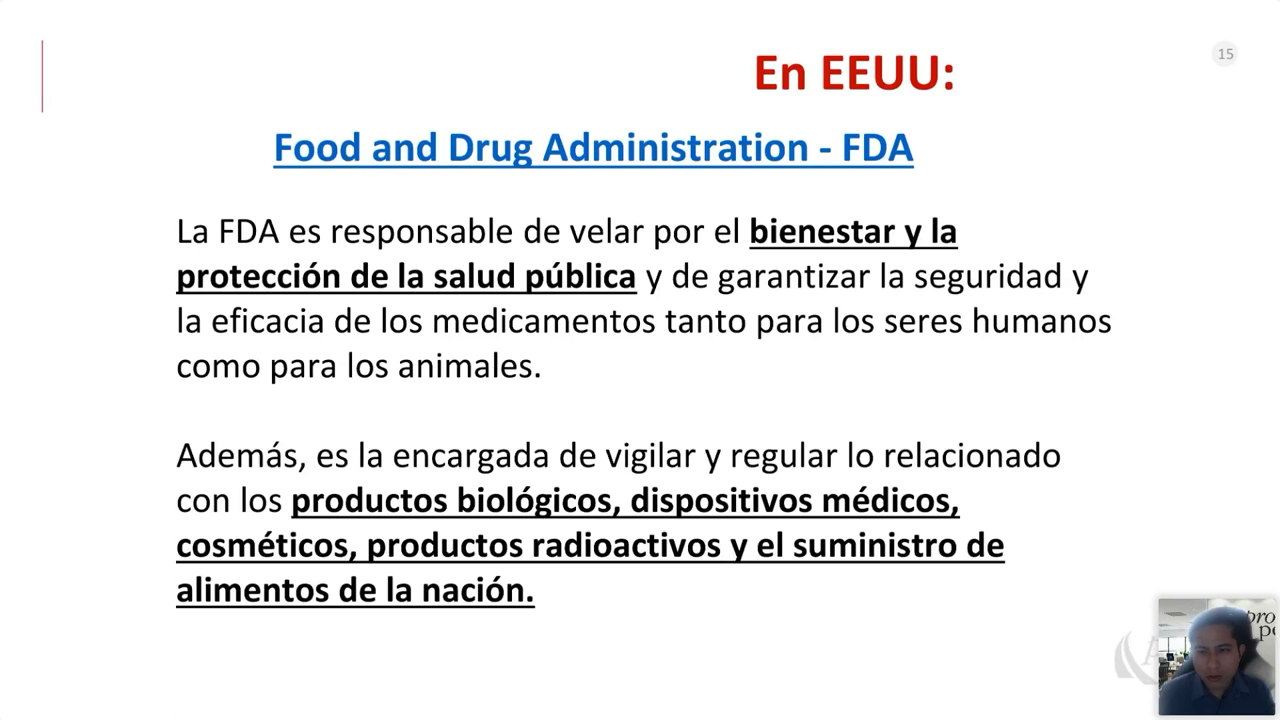 15
En EEUU:
Food and Drug Administration - FDA
La FDA es responsable de velar por el bienestar y la
protección de la salud pública y de garantizar la seguridad y
la eficacia de los medicamentos tanto para los seres humanos
como para los animales.
Además, es la encargada de vigilar y regular lo relacionado
con los productos biológicos, dispositivos médicos,
cosméticos, productos radioactivos y el suministro de
alimentos de la nación.